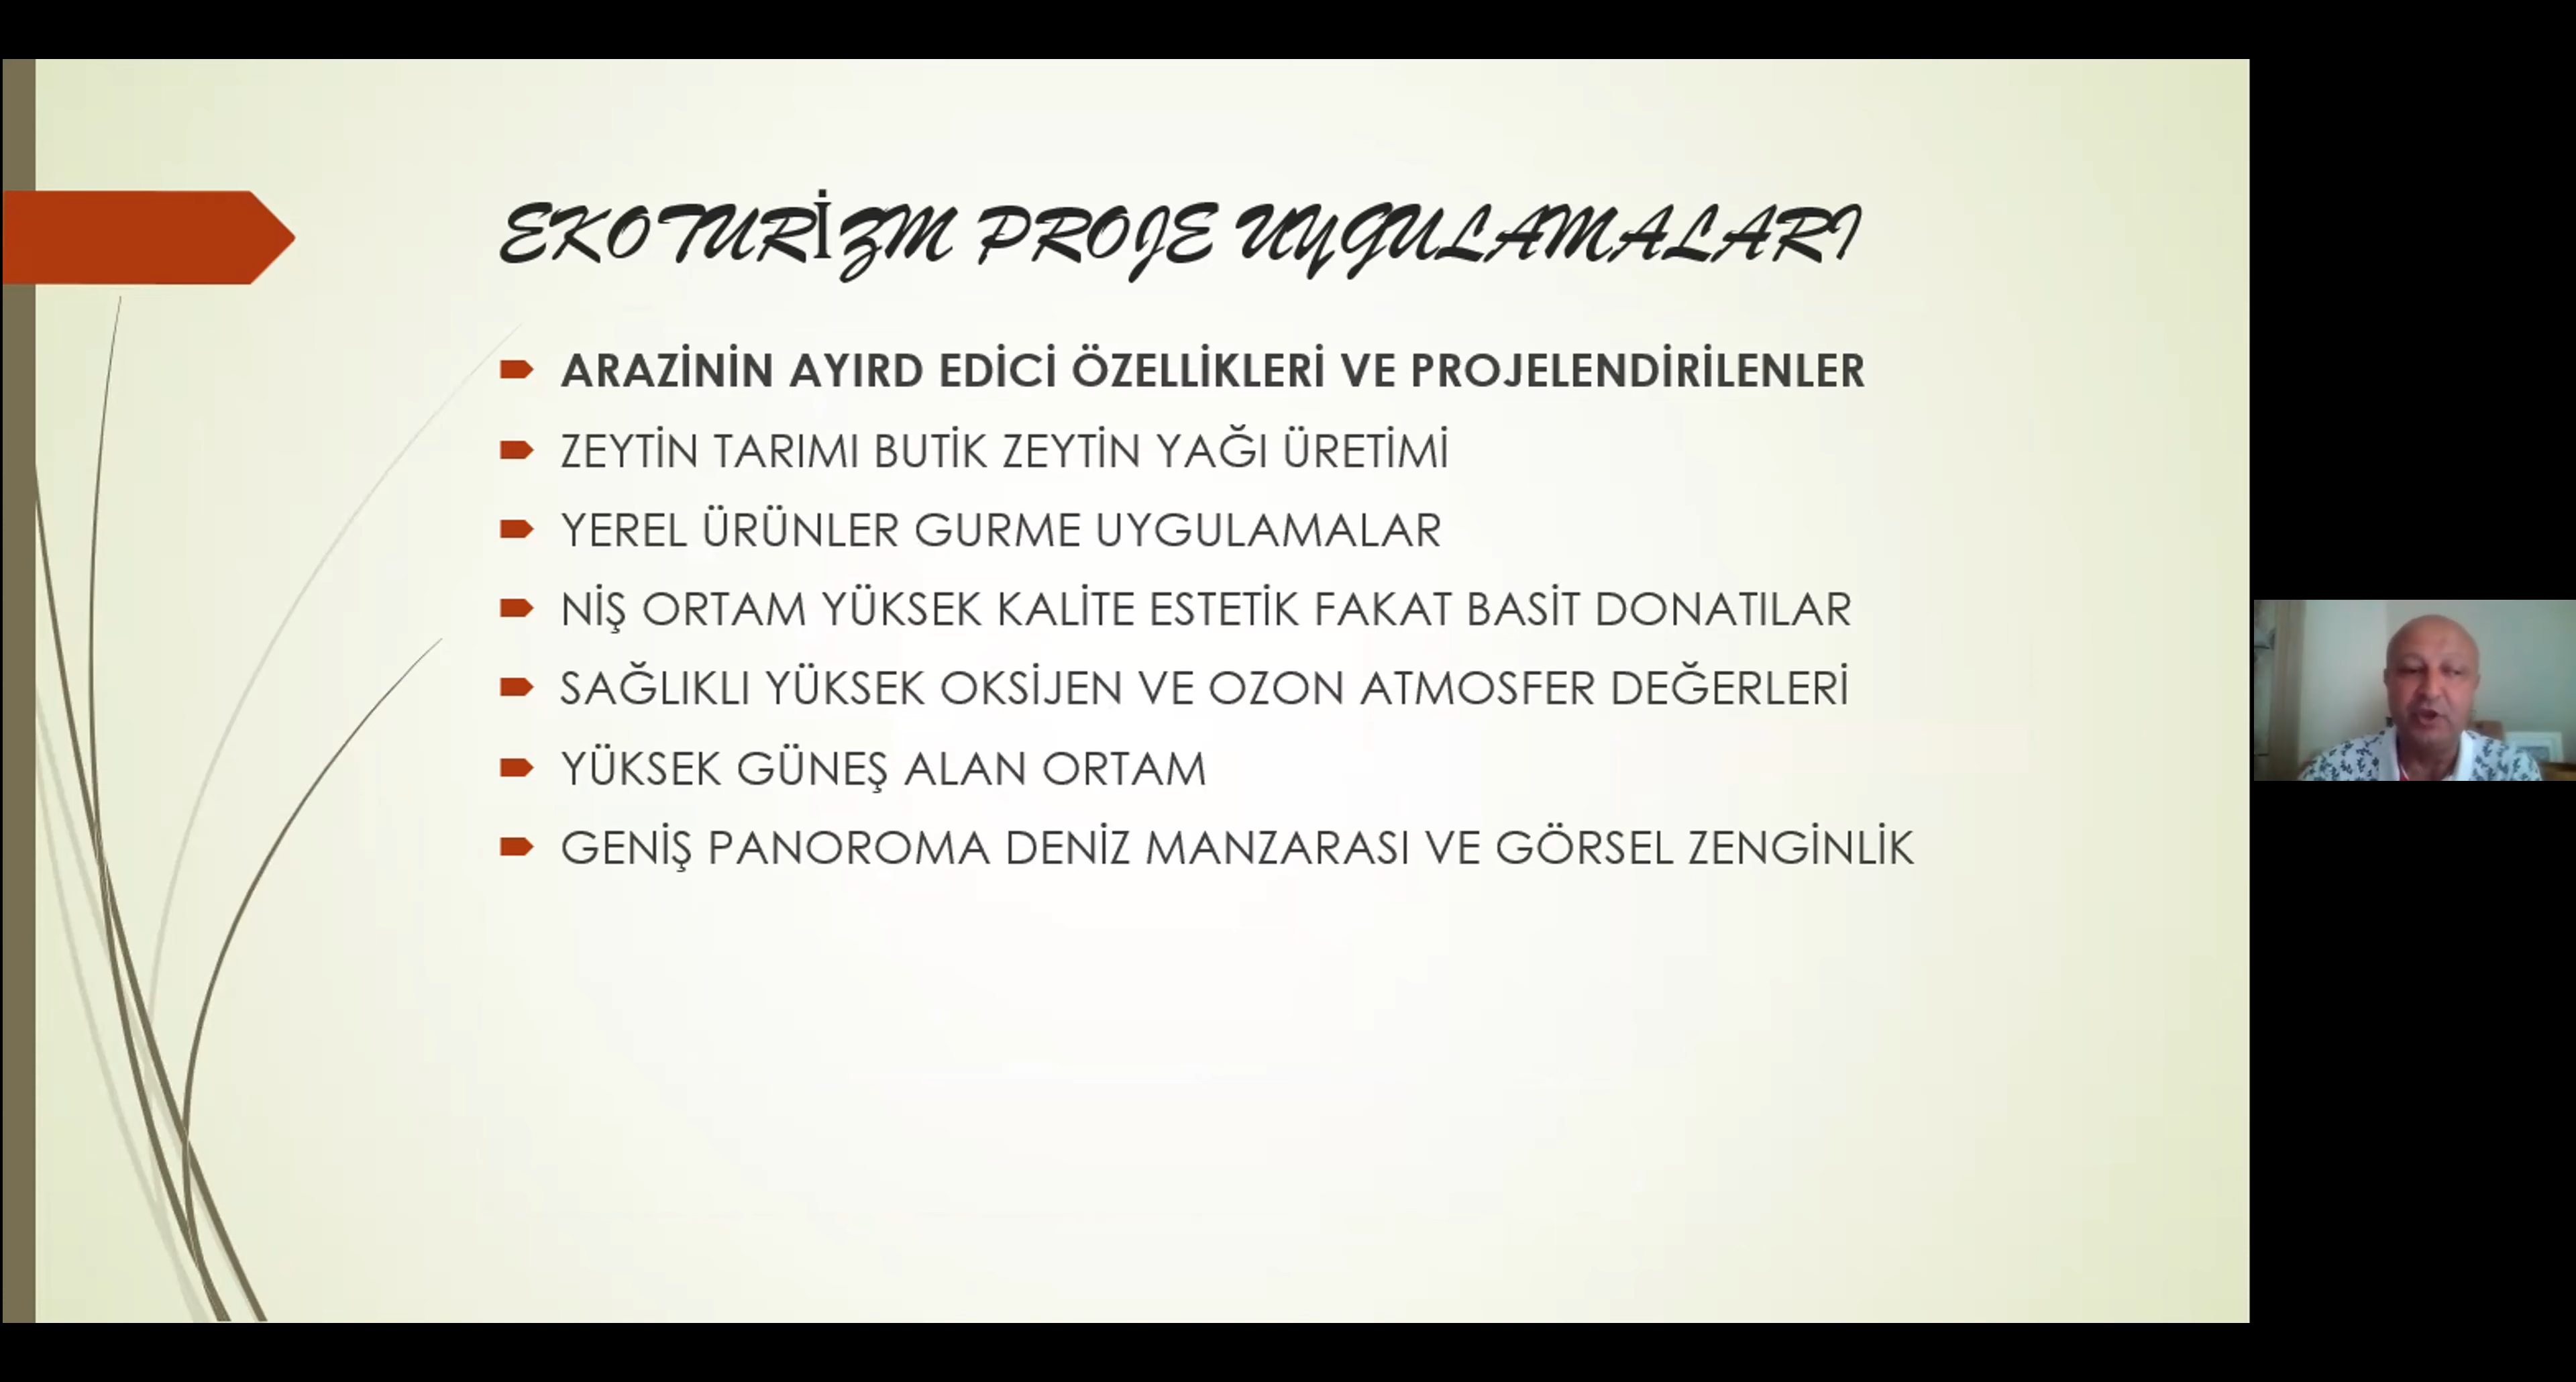 EKOTURİZM PROJE UYGULAMALARI
ARAZİNİN AYIRD EDİCİ ÖZELLİKLERİ VE PROJELENDİRİLENLER
ZEYTİN TARIMI BUTİK ZEYTİN YAĞI ÜRETİMİ
YEREL ÜRÜNLER GURME UYGULAMALAR
NİŞ ORTAM YÜKSEK KALİTE ESTETİK FAKAT BASİT DONATILAR
SAĞLIKLI YÜKSEK OKSİJEN VE OZON ATMOSFER DEĞERLERİ
YÜKSEK GÜNEŞ ALAN ORTAM
GENİŞ PANOROMA DENİZ MANZARASI VE GÖRSEL ZENGİNLİK